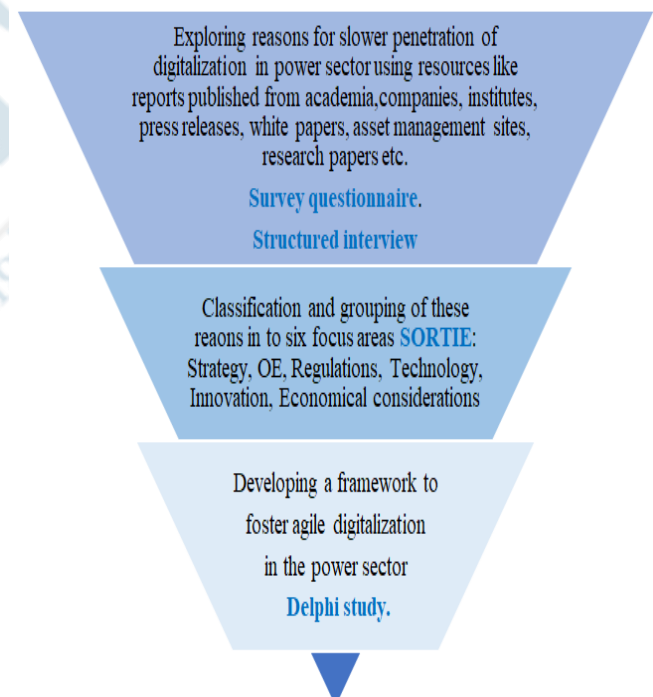 Exploring reasons for slower penetration of
digitalization in power sector using resources like
reports published from academia,companies, institutes,
press releases, white papers, asset management sites,
research papers etc.
Survey questionnaire.
Structured interview
Classification and grouping of these
reaons in to six focus areas SORTIE:
Strategy, OE, Regulations, Technology,
Innovation, Economical considerations
Developing a framework to
foster agile digitalization
in the power sector
Delphi study.